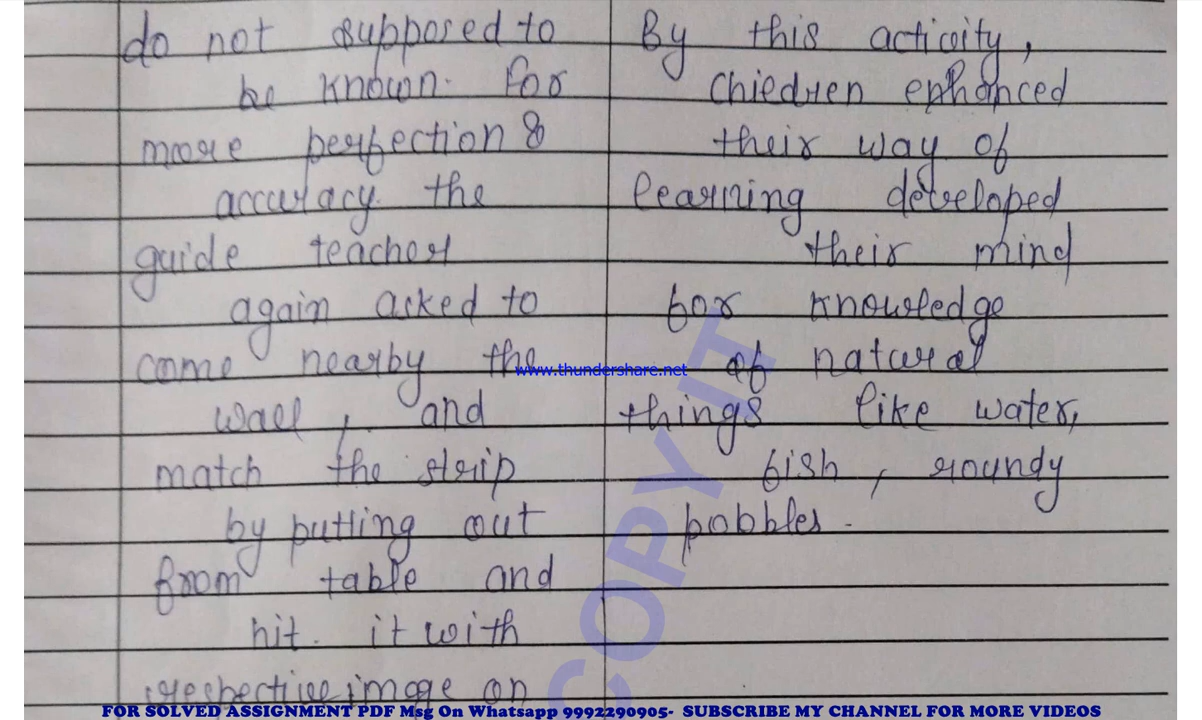 do not supposed to
be known. For
more perfection &
accuracy. the
guide teacher
again asked to
come nearby the
wall, and
match the strip
by putting out
from table and
hit. it with
respective image on
By this activity,
children enphanced
their way of
learning developed
their mind
for knowledge
of natural
things like water,
fish, roundy
pobbles.
www.thundershare.net
COPY IT
FOR SOLVED ASSIGNMENT PDF Msg On Whatsapp 9992290905- SUBSCRIBE MY CHANNEL FOR MORE VIDEOS